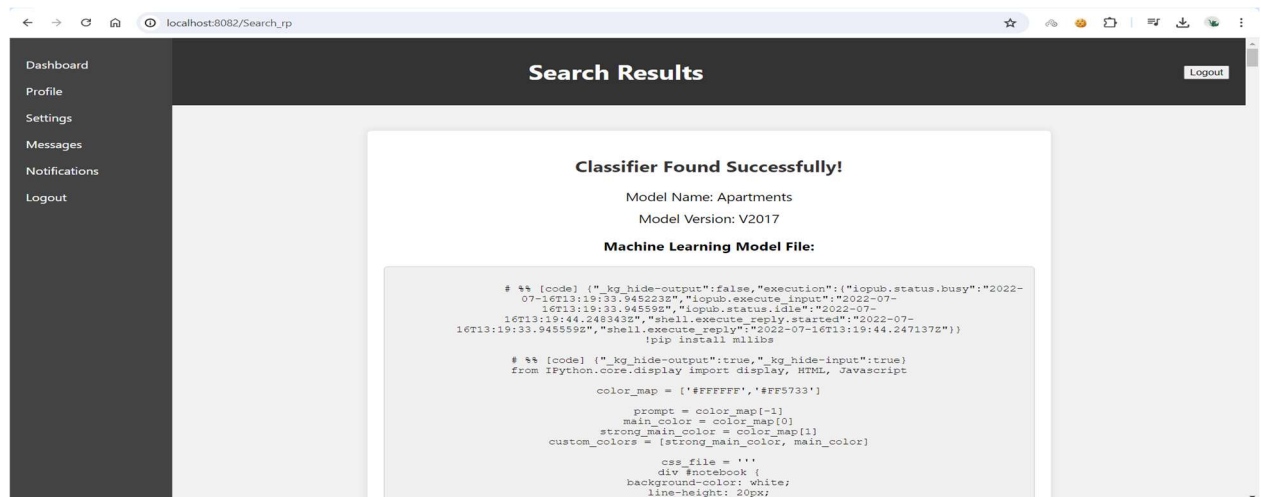 localhost:8082/Search_rp
Dashboard
Profile
Settings
Messages
Notifications
Logout
Search Results
Logout
Classifier Found Successfully!
Model Name: Apartments
Model Version: V2017
Machine Learning Model File:
# %% [code] {"_kg_hide-output":false,"execution":{"iopub.status.busy":"2022-
07-16T13:19:33.945223Z","iopub.execute_input":"2022-07-
16T13:19:33.94559Z","iopub.status.idle":"2022-07-
16T13:19:44.248343Z","shell.execute_reply.started":"2022-07-
16T13:19:33.945559Z","shell.execute_reply":"2022-07-16T13:19:44.247137Z"}}
!pip install mllibs
# %% [code] {"_kg_hide-output":true,"_kg_hide-input":true}
from IPython.core.display import display, HTML, Javascript
color_map = ['#FFFFFF','#FF5733']
prompt = color_map[-1]
main_color = color_map[0]
strong_main_color = color_map[1]
custom_colors = [strong_main_color, main_color]
css_file = '''
div #notebook {
background-color: white;
line-height: 20px;